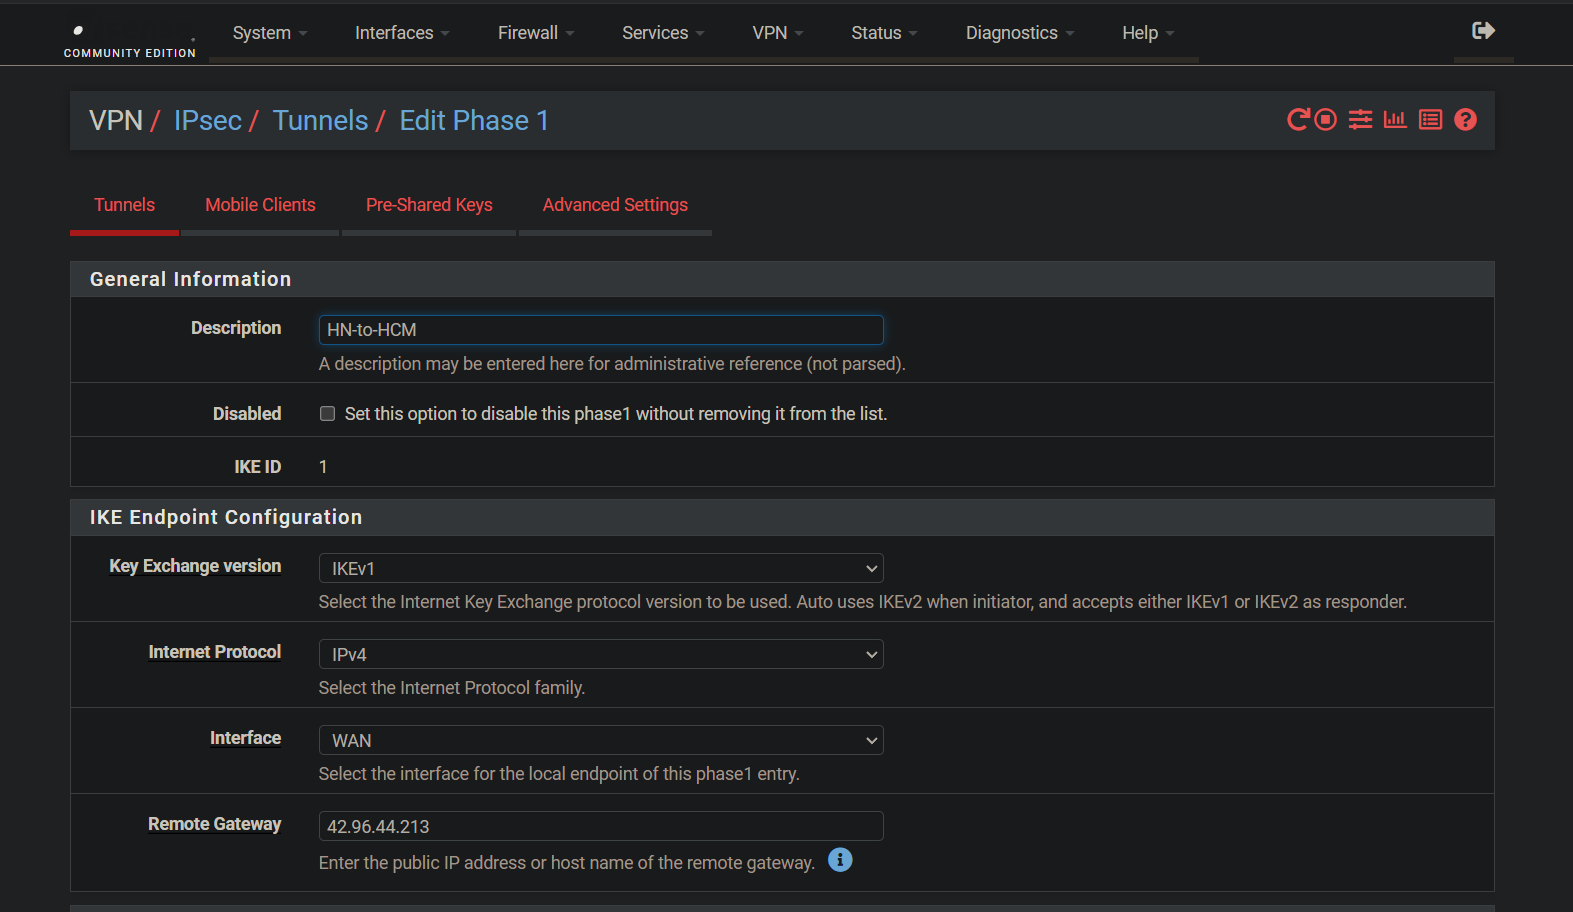 COMMUNITY EDITION
System Interfaces Firewall Services VPN Status Diagnostics Help
VPN / IPsec / Tunnels / Edit Phase 1
Tunnels Mobile Clients Pre-Shared Keys Advanced Settings
General Information
Description HN-to-HCM
A description may be entered here for administrative reference (not parsed).
Disabled Set this option to disable this phase1 without removing it from the list.
IKE ID 1
IKE Endpoint Configuration
Key Exchange version IKEv1
Select the Internet Key Exchange protocol version to be used. Auto uses IKEv2 when initiator, and accepts either IKEv1 or IKEv2 as responder.
Internet Protocol IPv4
Select the Internet Protocol family.
Interface WAN
Select the interface for the local endpoint of this phase1 entry.
Remote Gateway 42.96.44.213
Enter the public IP address or host name of the remote gateway.